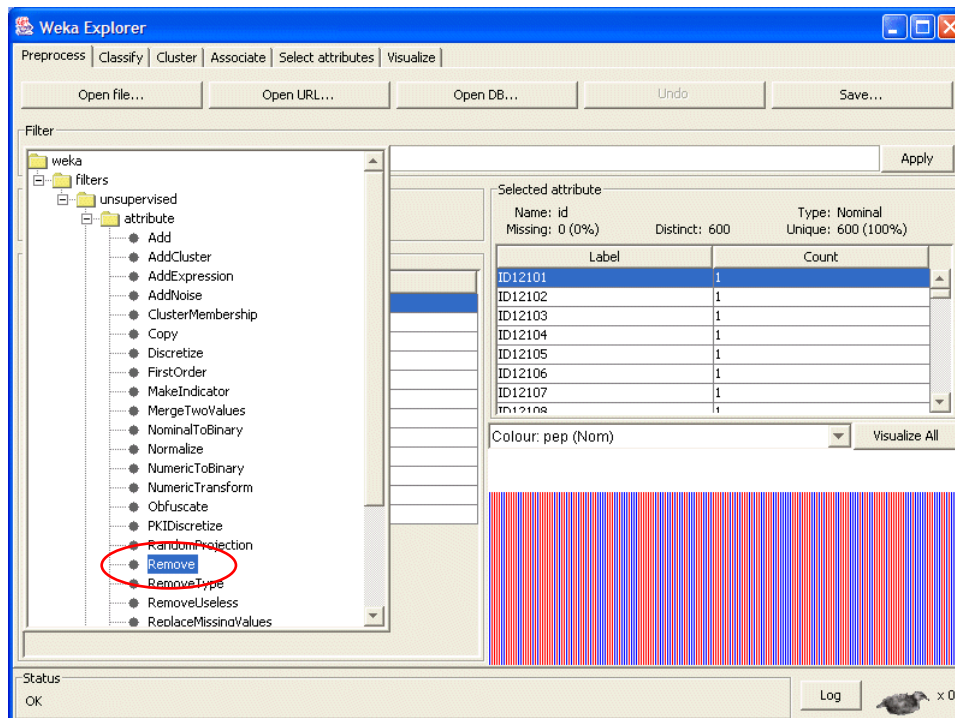 Weka Explorer
Preprocess Classify Cluster Associate Select attributes Visualize
Open file... Open URL... Open DB... Undo Save...
Filter
weka
filters
unsupervised
attribute
Add
AddCluster
AddExpression
AddNoise
ClusterMembership
Copy
Discretize
FirstOrder
MakeIndicator
MergeTwoValues
NominalToBinary
Normalize
NumericToBinary
NumericTransform
Obfuscate
PKIDiscretize
RandomProjection
Remove
RemoveType
RemoveUseless
ReplaceMissingValues
Apply
Selected attribute
Name: id Type: Nominal
Missing: 0 (0%) Distinct: 600 Unique: 600 (100%)
Label Count
ID12101 1
ID12102 1
ID12103 1
ID12104 1
ID12105 1
ID12106 1
ID12107 1
ID12108 1
Colour: pep (Nom) Visualize All
Status
OK
Log x 0